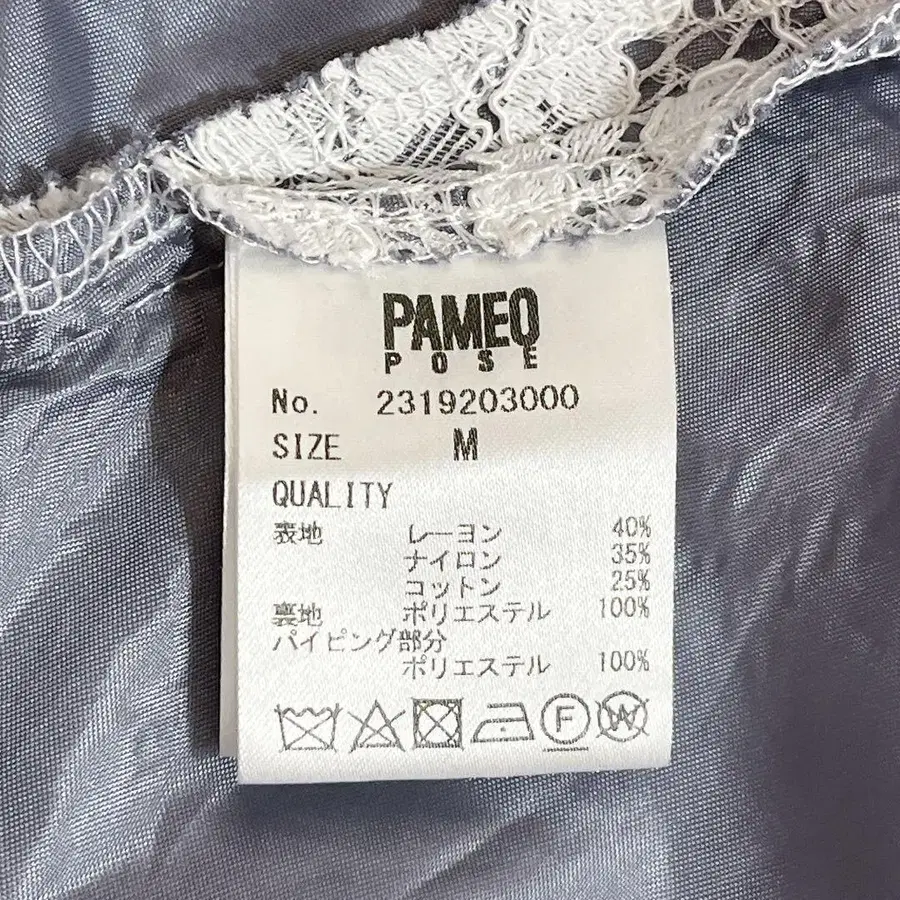 PAMEO
POSE
No. 2319203000
SIZE M
QUALITY
表地 レーヨン 40%
ナイロン 35%
コットン 25%
裏地 ポリエステル 100%
パイピング部分
ポリエステル 100%
F W